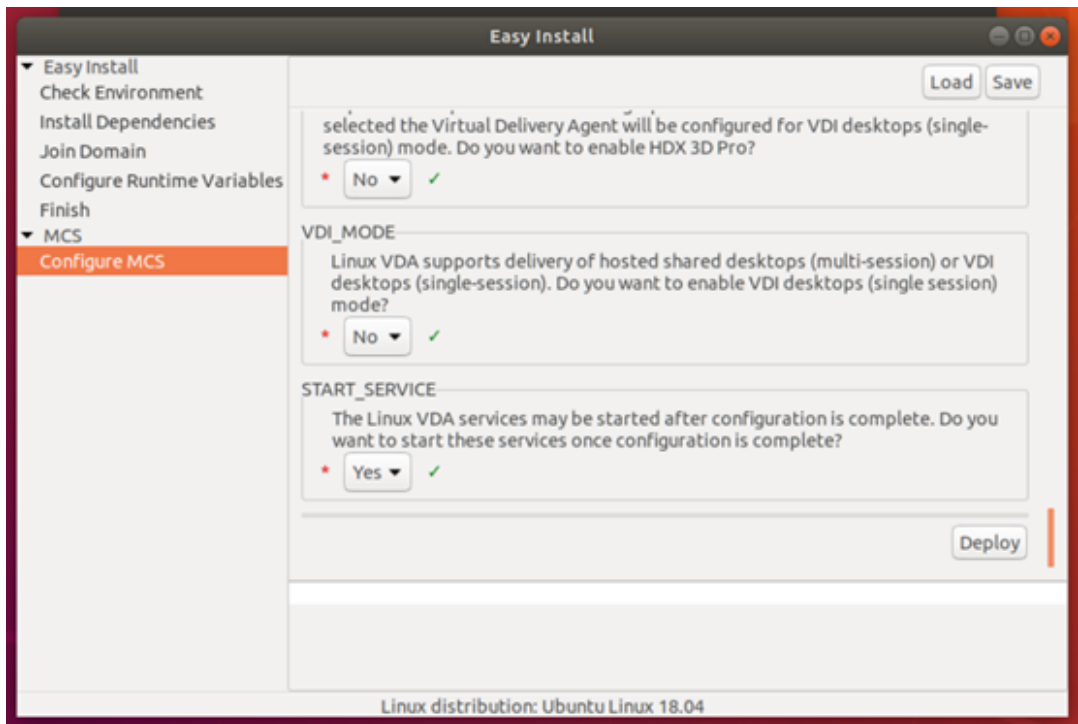 Easy Install
Easy Install
Check Environment
Install Dependencies
Join Domain
Configure Runtime Variables
Finish
MCS
Configure MCS
Load Save
selected the Virtual Delivery Agent will be configured for VDI desktops (single-
session) mode. Do you want to enable HDX 3D Pro?
* No ✓
VDI_MODE
Linux VDA supports delivery of hosted shared desktops (multi-session) or VDI
desktops (single-session). Do you want to enable VDI desktops (single session)
mode?
* No ✓
START_SERVICE
The Linux VDA services may be started after configuration is complete. Do you
want to start these services once configuration is complete?
* Yes ✓
Deploy
Linux distribution: Ubuntu Linux 18.04